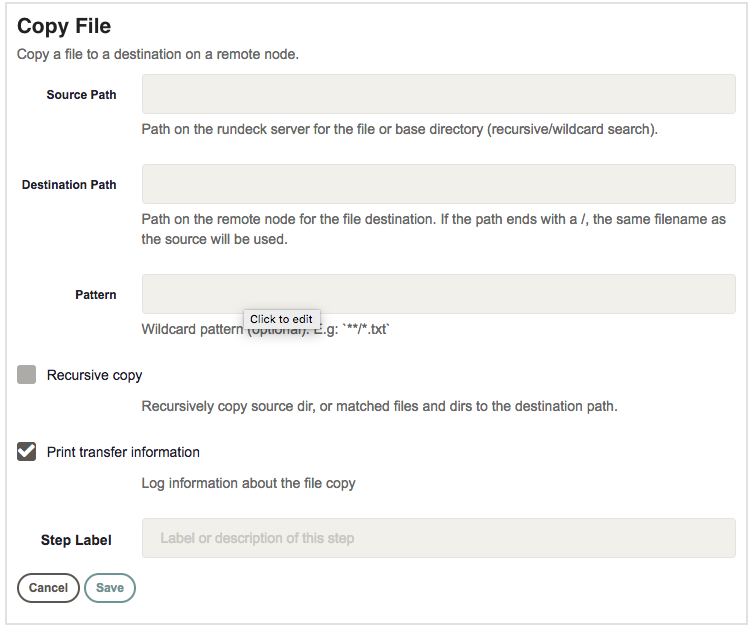 Copy File
Copy a file to a destination on a remote node.
Source Path
Path on the rundeck server for the file or base directory (recursive/wildcard search).
Destination Path
Path on the remote node for the file destination. If the path ends with a /, the same filename as
the source will be used.
Pattern
Click to edit
Wildcard pattern (optional). E.g: `**/*.txt`
Recursive copy
Recursively copy source dir, or matched files and dirs to the destination path.
Print transfer information
Log information about the file copy
Step Label
Label or description of this step
Cancel Save